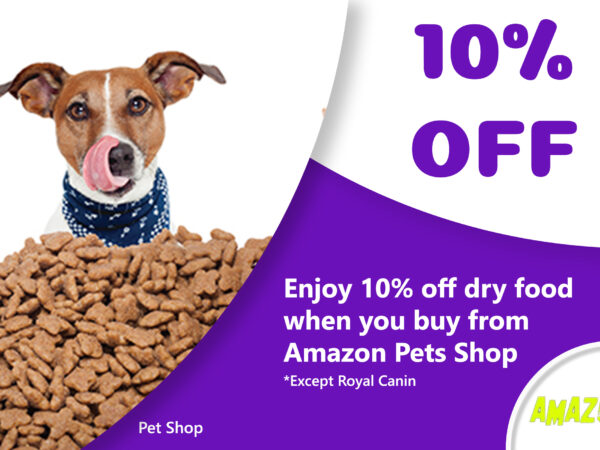 10%
OFF
Enjoy 10% off dry food
when you buy from
Amazon Pets Shop
*Except Royal Canin
Pet Shop